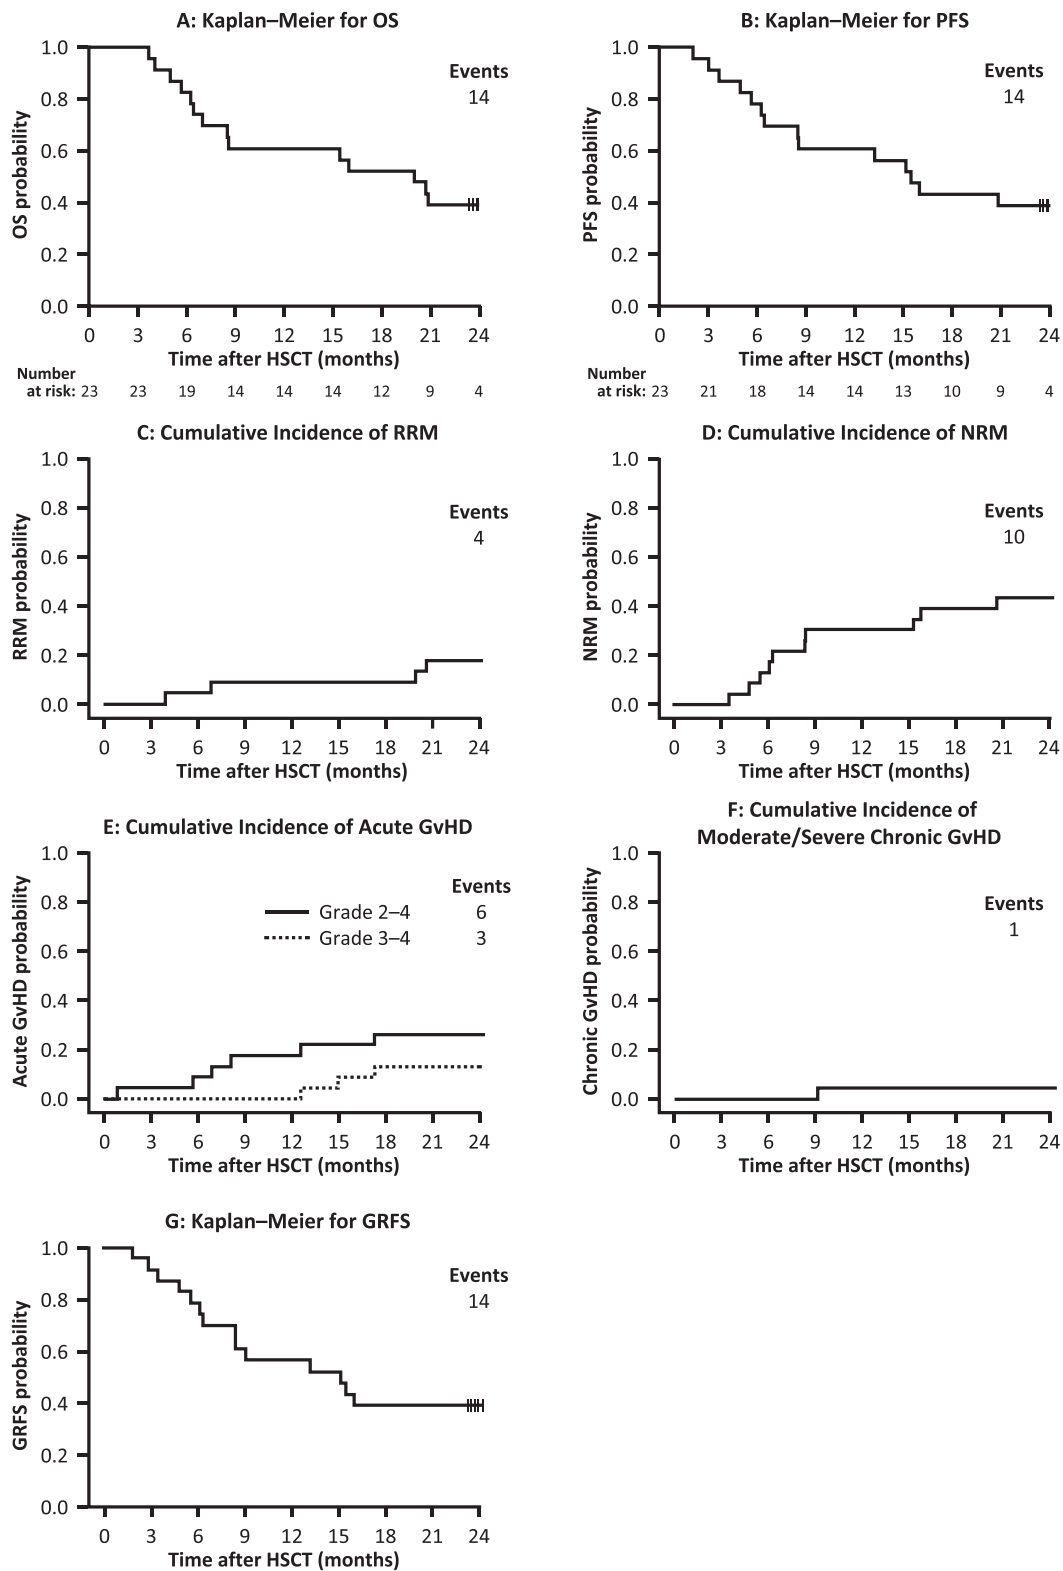 A: Kaplan–Meier for OS
OS probability
1.0
0.8
0.6
0.4
0.2
0.0
Events
14
0 3 6 9 12 15 18 21 24
Time after HSCT (months)
Number
at risk: 23 23 19 14 14 14 12 9 4
B: Kaplan–Meier for PFS
PFS probability
1.0
0.8
0.6
0.4
0.2
0.0
Events
14
0 3 6 9 12 15 18 21 24
Time after HSCT (months)
Number
at risk: 23 21 18 14 14 13 10 9 4
C: Cumulative Incidence of RRM
RRM probability
1.0
0.8
0.6
0.4
0.2
0.0
Events
4
0 3 6 9 12 15 18 21 24
Time after HSCT (months)
D: Cumulative Incidence of NRM
NRM probability
1.0
0.8
0.6
0.4
0.2
0.0
Events
10
0 3 6 9 12 15 18 21 24
Time after HSCT (months)
E: Cumulative Incidence of Acute GvHD
Acute GvHD probability
1.0
0.8
0.6
0.4
0.2
0.0
Events
Grade 2–4 6
Grade 3–4 3
0 3 6 9 12 15 18 21 24
Time after HSCT (months)
F: Cumulative Incidence of
Moderate/Severe Chronic GvHD
Chronic GvHD probability
1.0
0.8
0.6
0.4
0.2
0.0
Events
1
0 3 6 9 12 15 18 21 24
Time after HSCT (months)
G: Kaplan–Meier for GRFS
GRFS probability
1.0
0.8
0.6
0.4
0.2
0.0
Events
14
0 3 6 9 12 15 18 21 24
Time after HSCT (months)